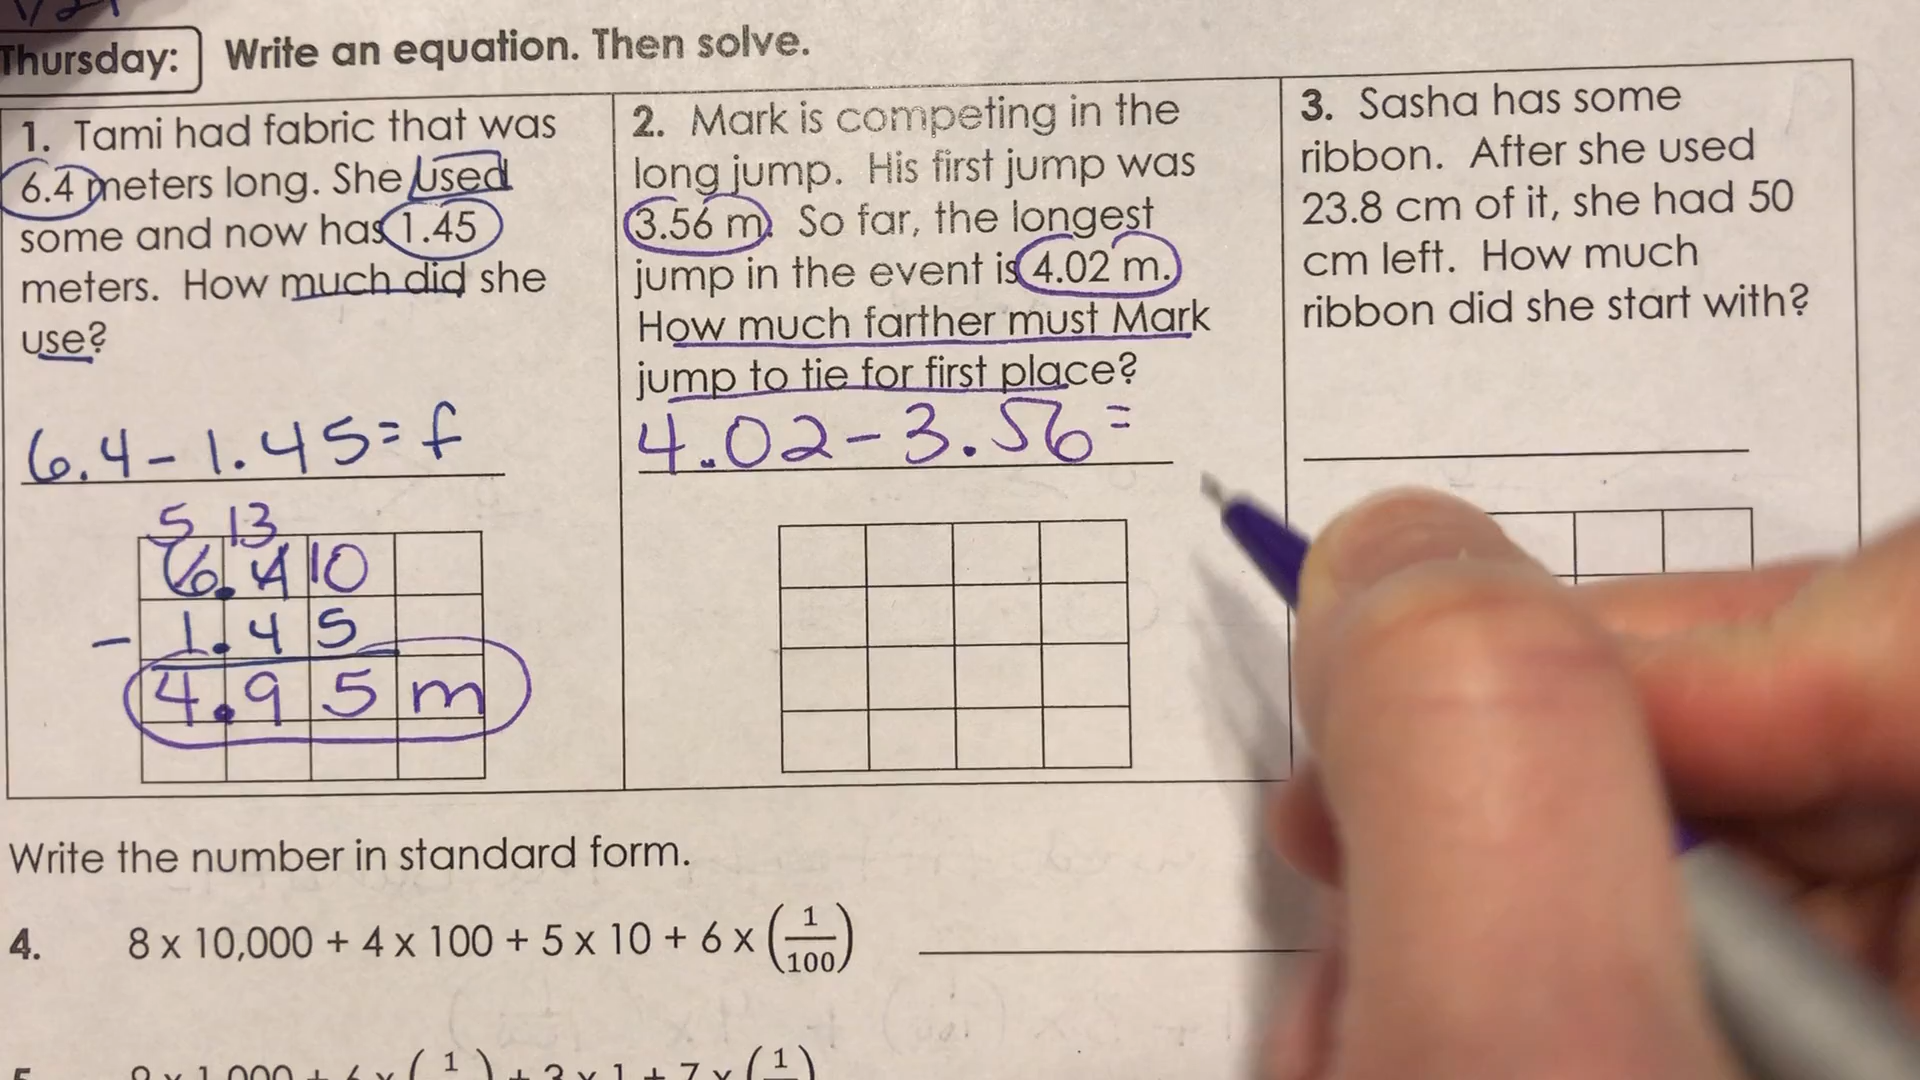 Thursday: Write an equation. Then solve.
1. Tami had fabric that was
6.4 meters long. She used
some and now has 1.45
meters. How much did she
use?
6.4 - 1.45 = f
5 13
6.4 10
- 1.45
4.95 m
2. Mark is competing in the
long jump. His first jump was
3.56 m. So far, the longest
jump in the event is 4.02 m.
How much farther must Mark
jump to tie for first place?
4.02 - 3.56 =
3. Sasha has some
ribbon. After she used
23.8 cm of it, she had 50
cm left. How much
ribbon did she start with?
Write the number in standard form.
4. 8 x 10,000 + 4 x 100 + 5 x 10 + 6 x (1/100)